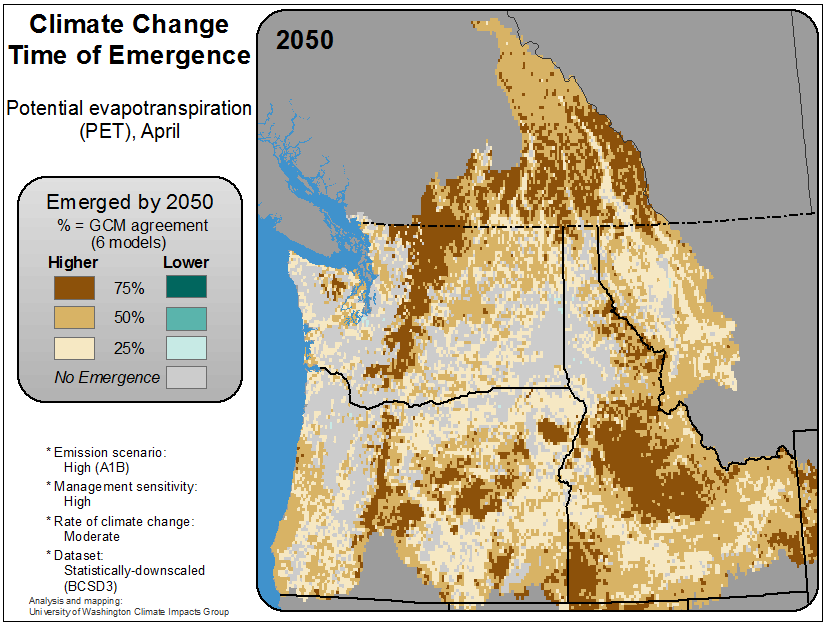 Climate Change
Time of Emergence
Potential evapotranspiration
(PET), April
Emerged by 2050
% = GCM agreement
(6 models)
Higher Lower
75%
50%
25%
No Emergence
* Emission scenario:
High (A1B)
* Management sensitivity:
High
* Rate of climate change:
Moderate
* Dataset:
Statistically-downscaled
(BCSD3)
Analysis and mapping:
University of Washington Climate Impacts Group
2050